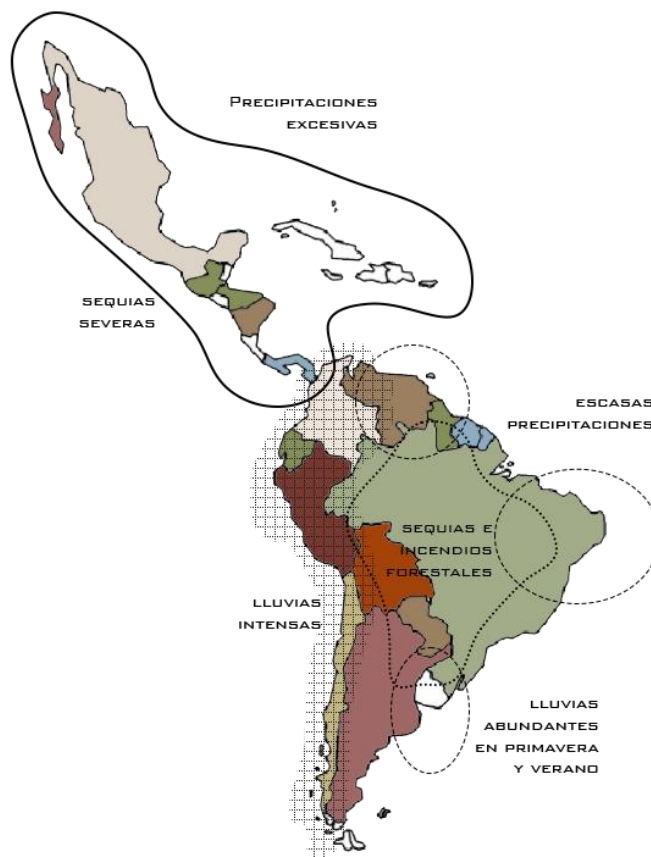 PRECIPITACIONES
EXCESIVAS
SEQUIAS
SEVERAS
ESCASAS
PRECIPITACIONES
SEQUIAS E
INCENDIOS
FORESTALES
LLUVIAS
INTENSAS
LLUVIAS
ABUNDANTES
EN PRIMAVERA
Y VERANO